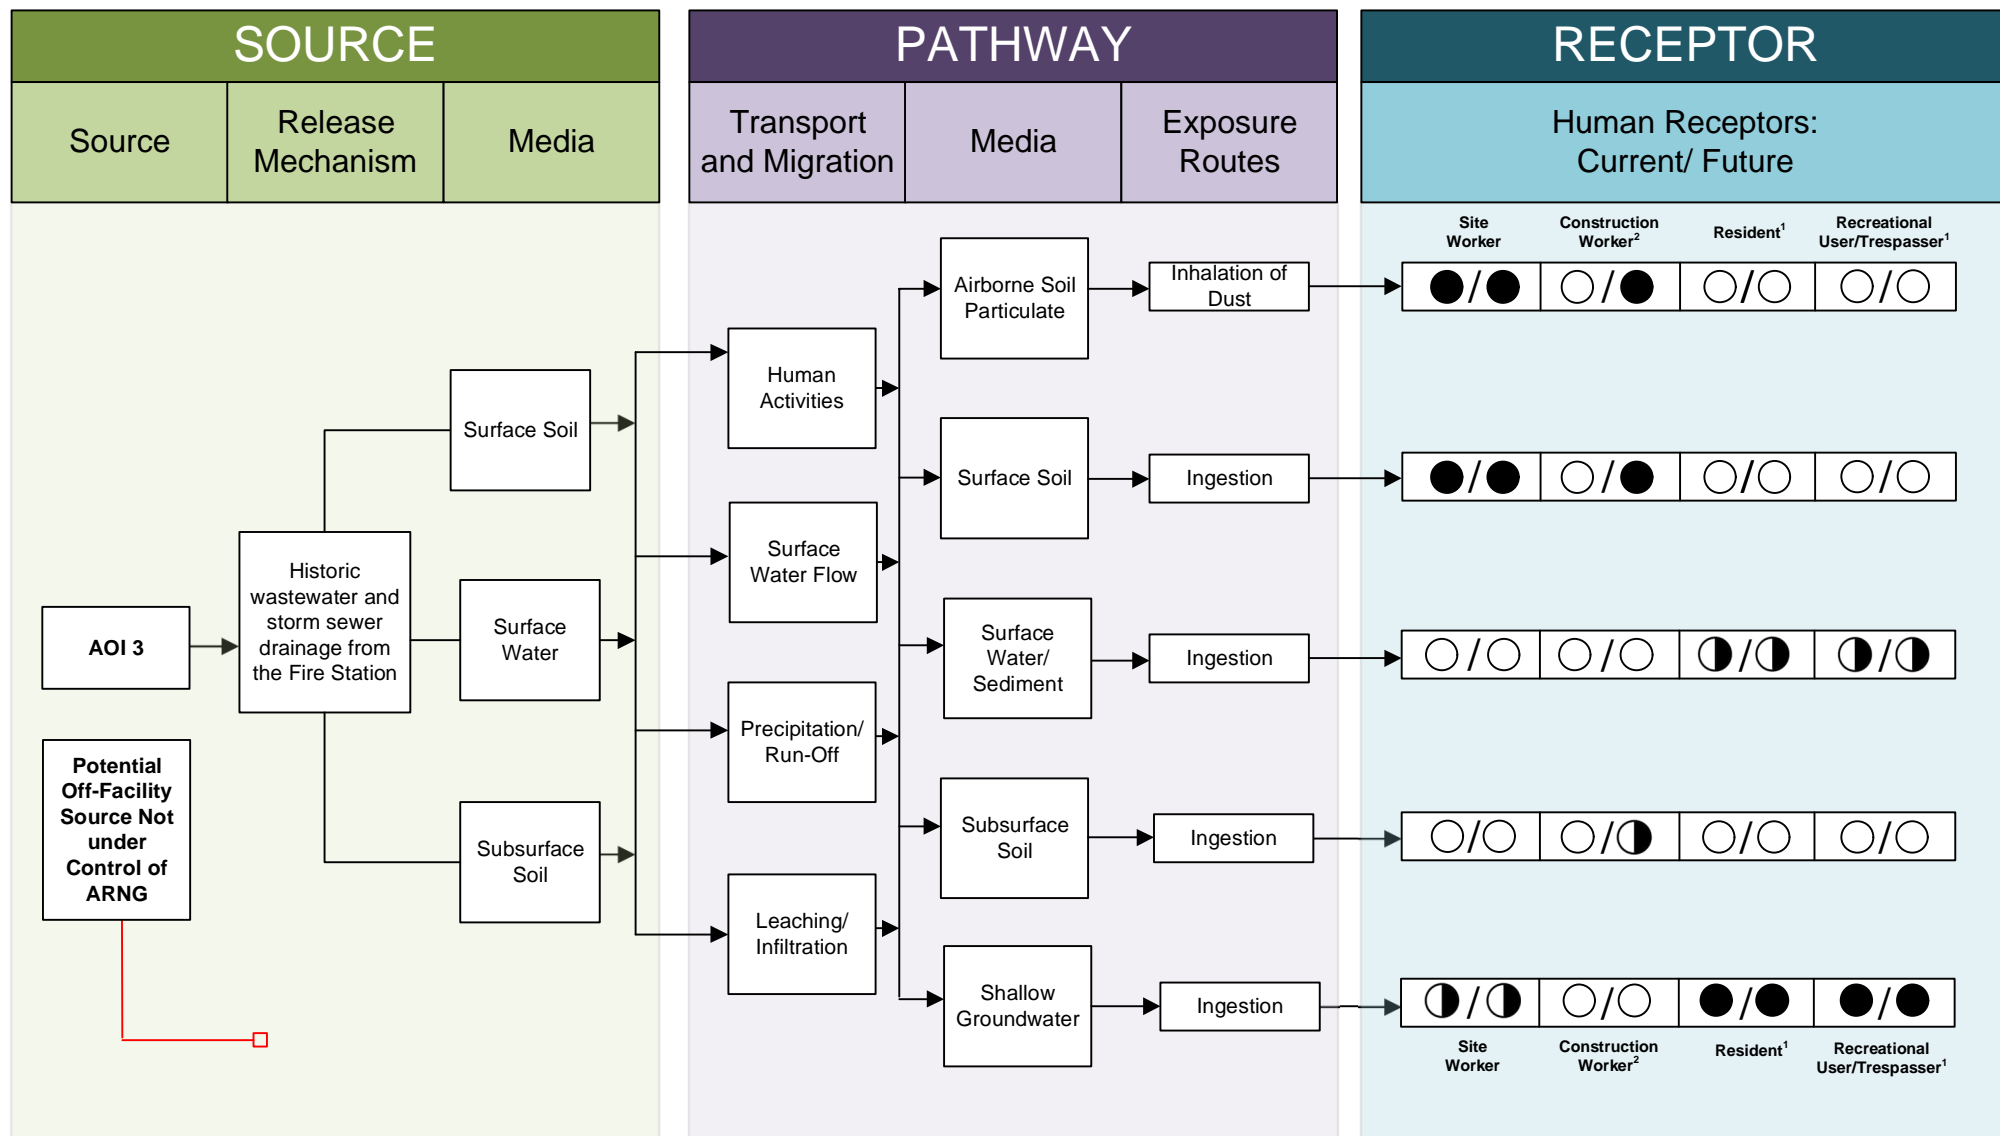 SOURCE
PATHWAY
RECEPTOR
Source
Release
Mechanism
Media
Transport
and Migration
Media
Exposure
Routes
Human Receptors:
Current/ Future
AOI 3
Potential
Off-Facility
Source Not
under
Control of
ARNG
Historic
wastewater and
storm sewer
drainage from
the Fire Station
Surface Soil
Surface
Water
Subsurface
Soil
Human
Activities
Surface
Water Flow
Precipitation/
Run-Off
Leaching/
Infiltration
Airborne Soil
Particulate
Surface Soil
Surface
Water/
Sediment
Subsurface
Soil
Shallow
Groundwater
Inhalation of
Dust
Ingestion
Ingestion
Ingestion
Ingestion
Site
Worker
Construction
Worker²
Resident¹
Recreational
User/Trespasser¹
/ / / /
/ / / /
/ / / /
/ / / /
/ / / /
Site
Worker
Construction
Worker²
Resident¹
Recreational
User/Trespasser¹